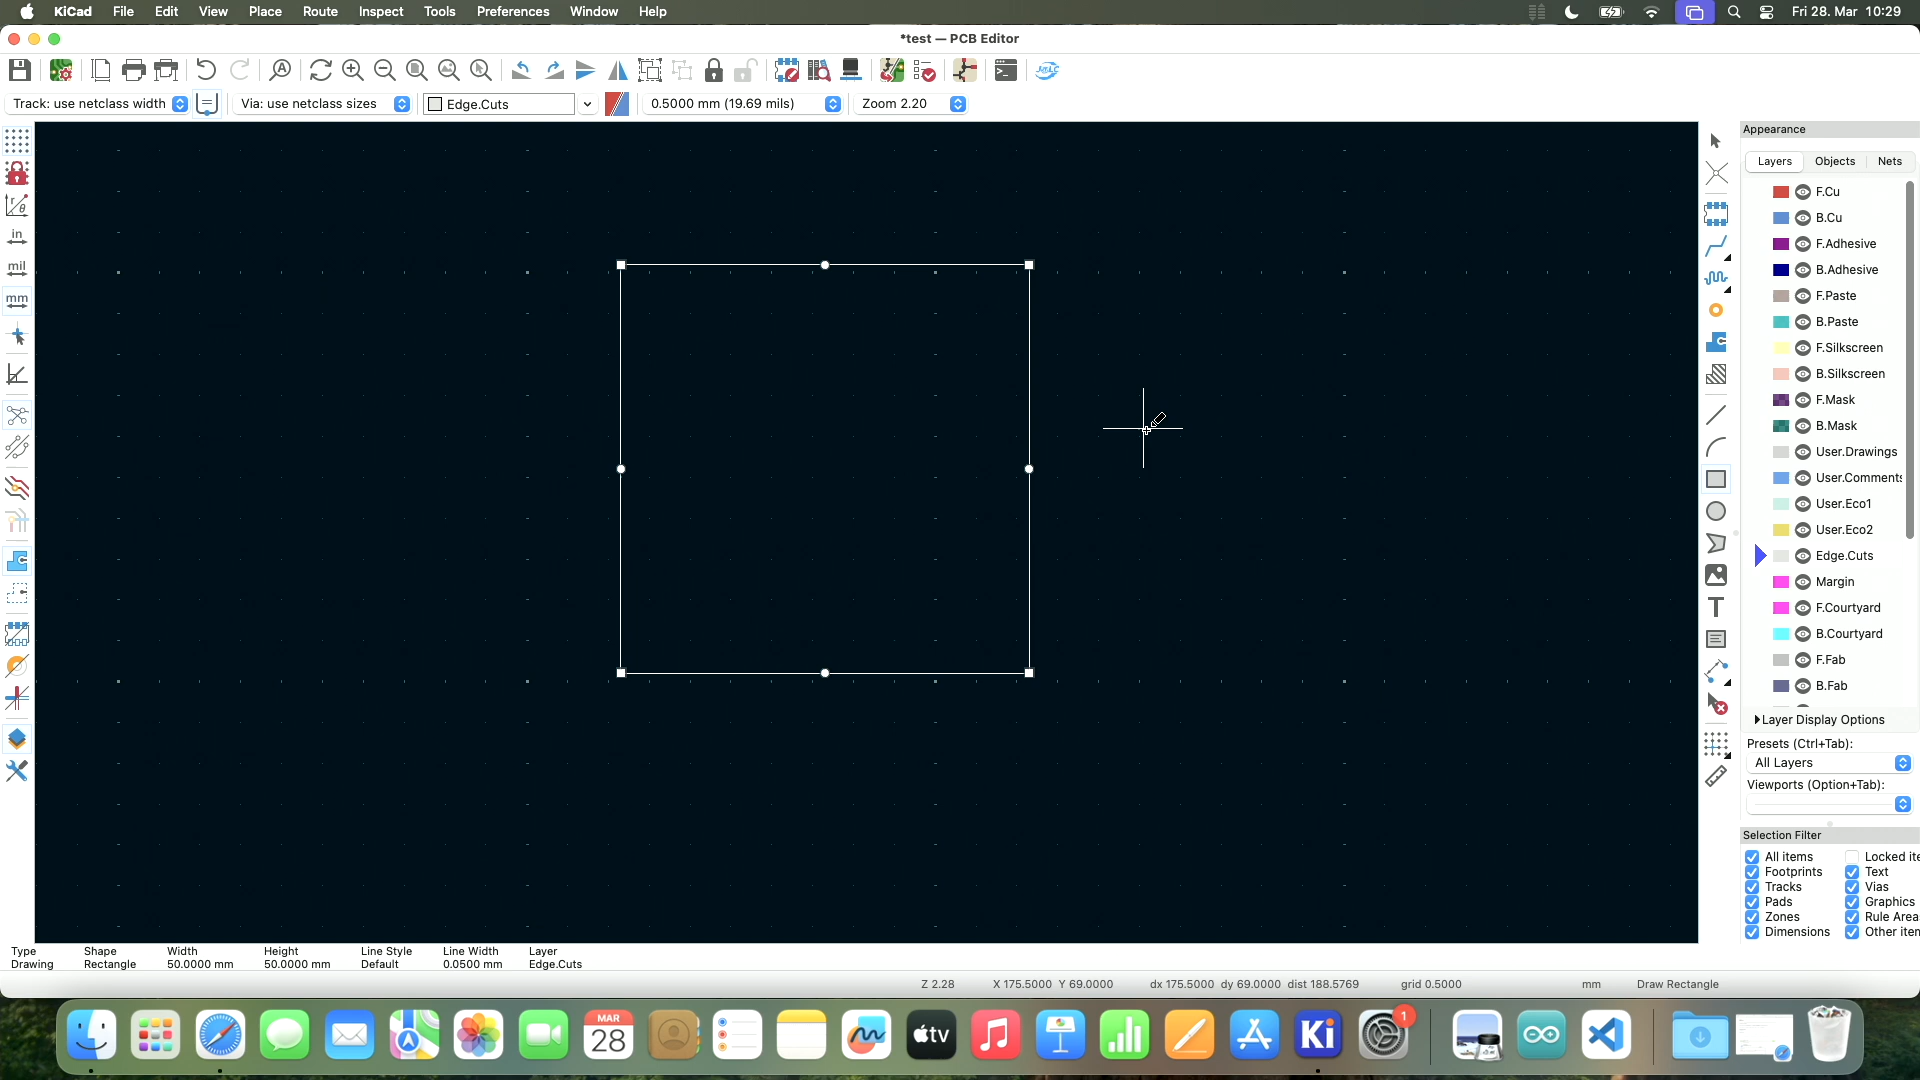 KiCad File Edit View Place Route Inspect Tools Preferences Window Help Fri 28. Mar 10:29
*test — PCB Editor
Track: use netclass width Via: use netclass sizes Edge.Cuts 0.5000 mm (19.69 mils) Zoom 2.20
Appearance
Layers Objects Nets
F.Cu
B.Cu
F.Adhesive
B.Adhesive
F.Paste
B.Paste
F.Silkscreen
B.Silkscreen
F.Mask
B.Mask
User.Drawings
User.Comments
User.Eco1
User.Eco2
Edge.Cuts
Margin
F.Courtyard
B.Courtyard
F.Fab
B.Fab
Layer Display Options
Presets (Ctrl+Tab):
All Layers
Viewports (Option+Tab):
Selection Filter
All items Locked ite
Footprints Text
Tracks Vias
Pads Graphics
Zones Rule Area
Dimensions Other iten
in
mil
mm
Type Shape Width Height Line Style Line Width Layer
Drawing Rectangle 50.0000 mm 50.0000 mm Default 0.0500 mm Edge.Cuts
Z 2.28 X 175.5000 Y 69.0000 dx 175.5000 dy 69.0000 dist 188.5769 grid 0.5000 mm Draw Rectangle
MAR
28
tv
Ki
1